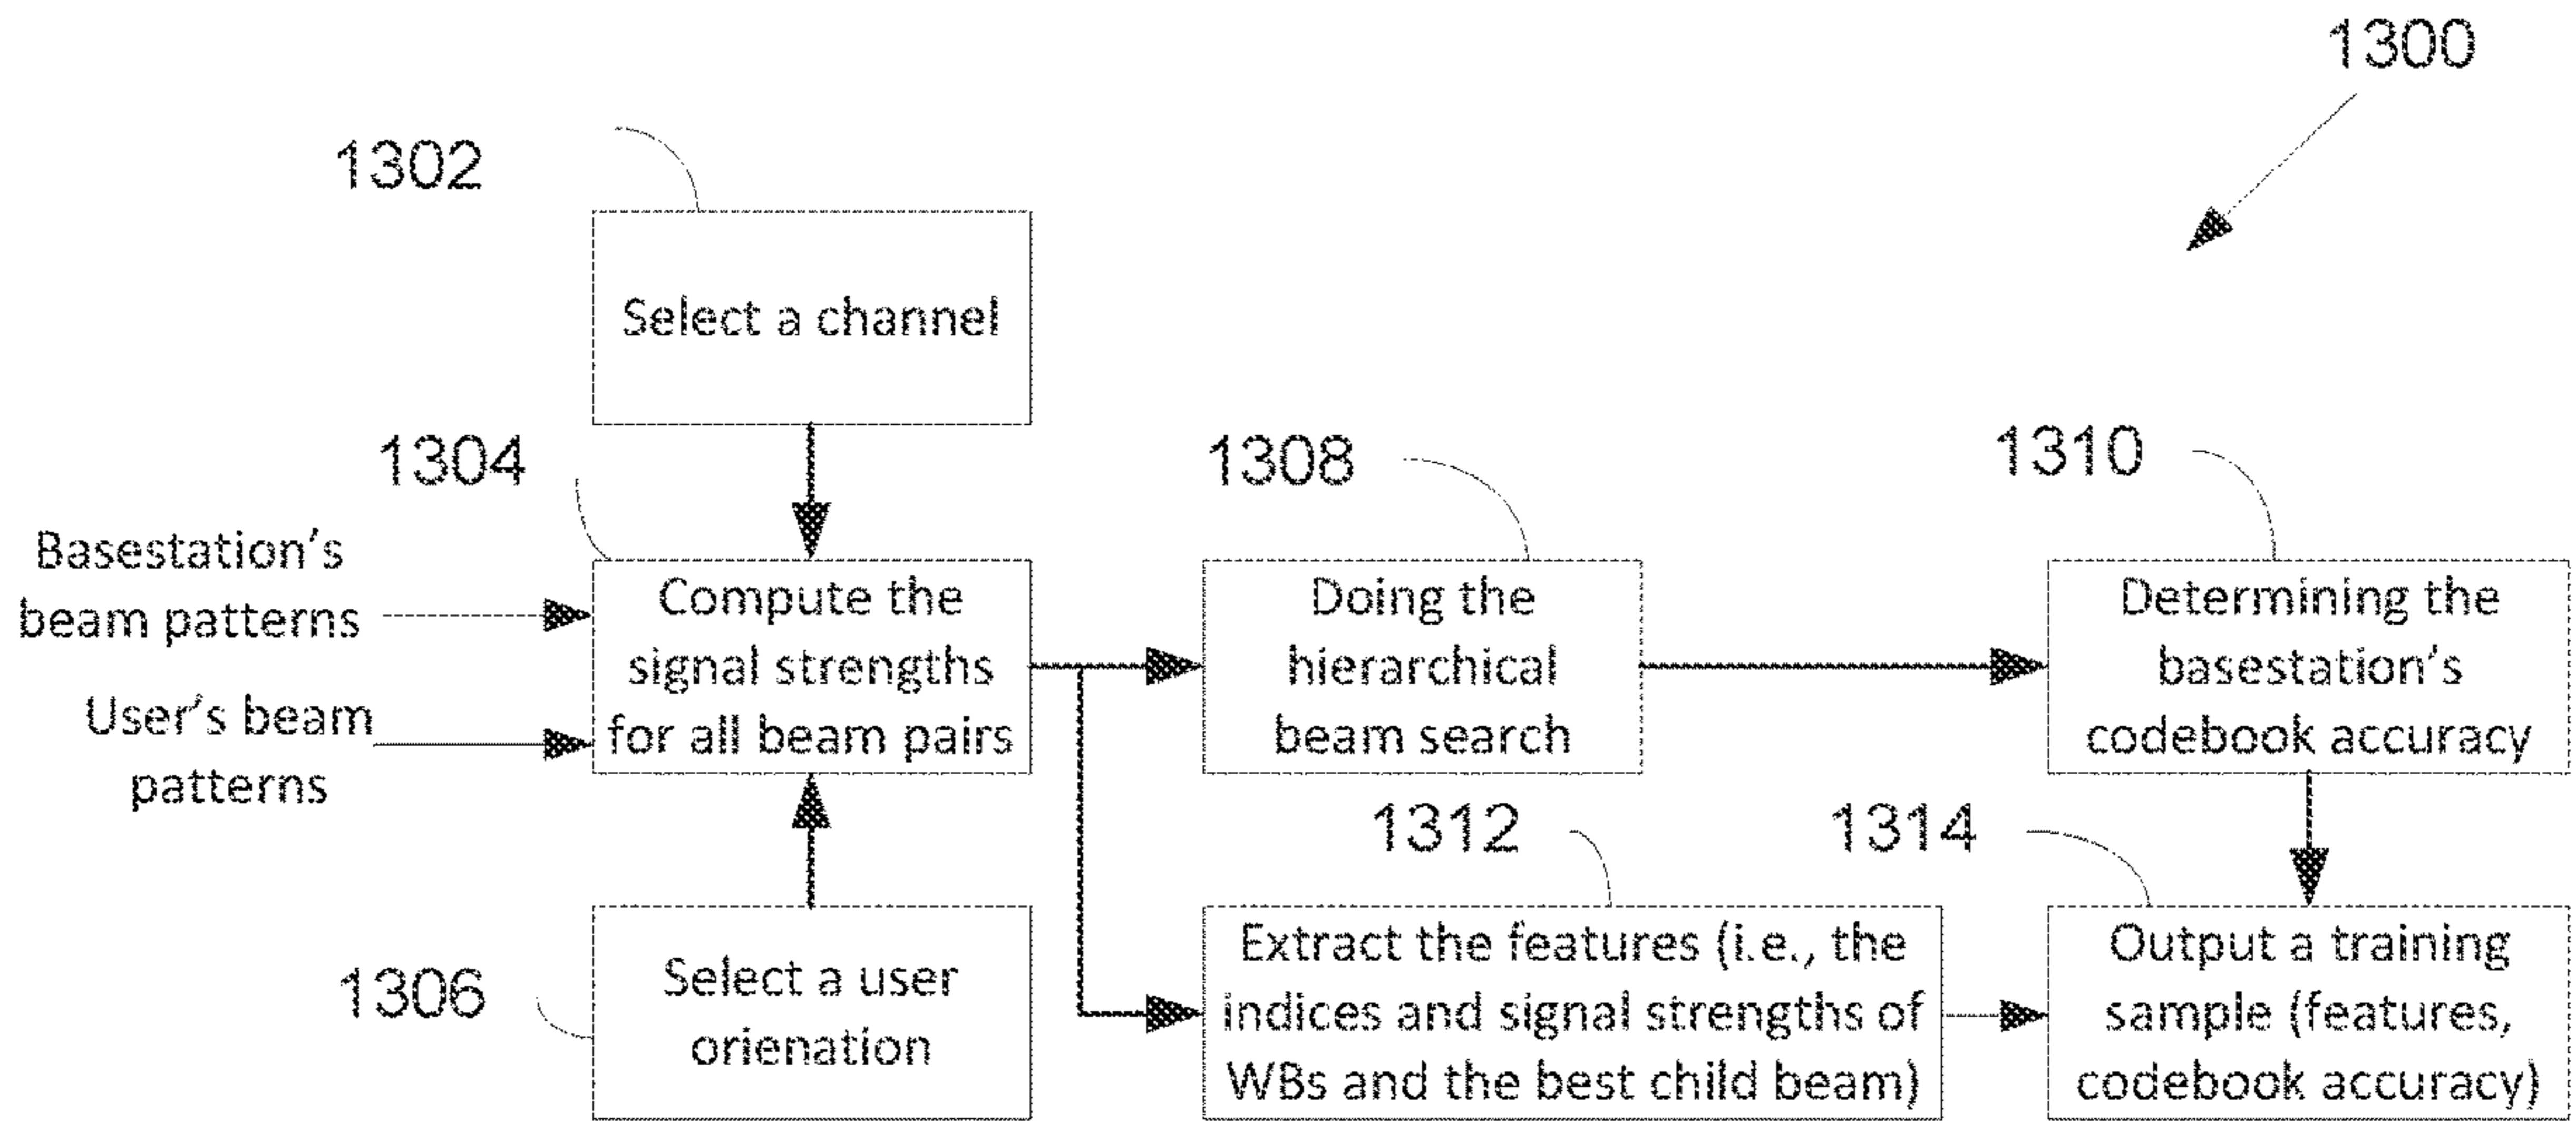 1300
1302
Select a channel
1304
1308
1310
Basestation's
beam patterns
User's beam
patterns
Compute the
signal strengths
for all beam pairs
Doing the
hierarchical
beam search
Determining the
basestation's
codebook accuracy
1312
1314
1306
Select a user
orienation
Extract the features (i.e., the
indices and signal strengths of
WBs and the best child beam)
Output a training
sample (features,
codebook accuracy)